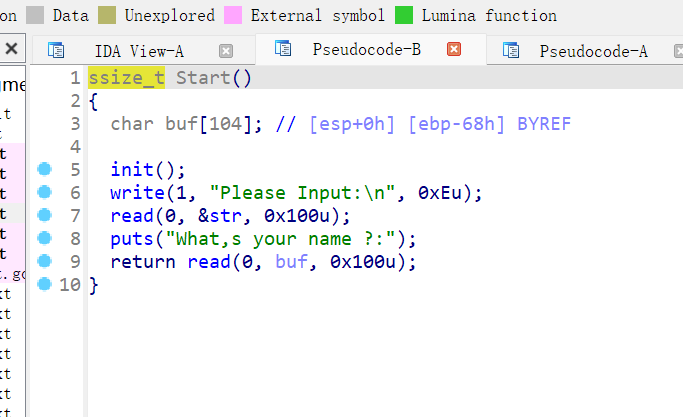 on Data Unexplored External symbol Lumina function
IDA View-A Pseudocode-B Pseudocode-A
1 ssize_t Start()
2 {
3 char buf[104]; // [esp+0h] [ebp-68h] BYREF
4
5 init();
6 write(1, "Please Input:\n", 0xEu);
7 read(0, &str, 0x100u);
8 puts("What,s your name ?:");
9 return read(0, buf, 0x100u);
10 }